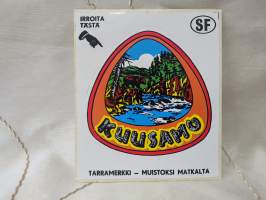 IRROITA
TÄSTÄ
SF
KUUSAMO
TARRAMERKKI – MUISTOKSI MATKALTA